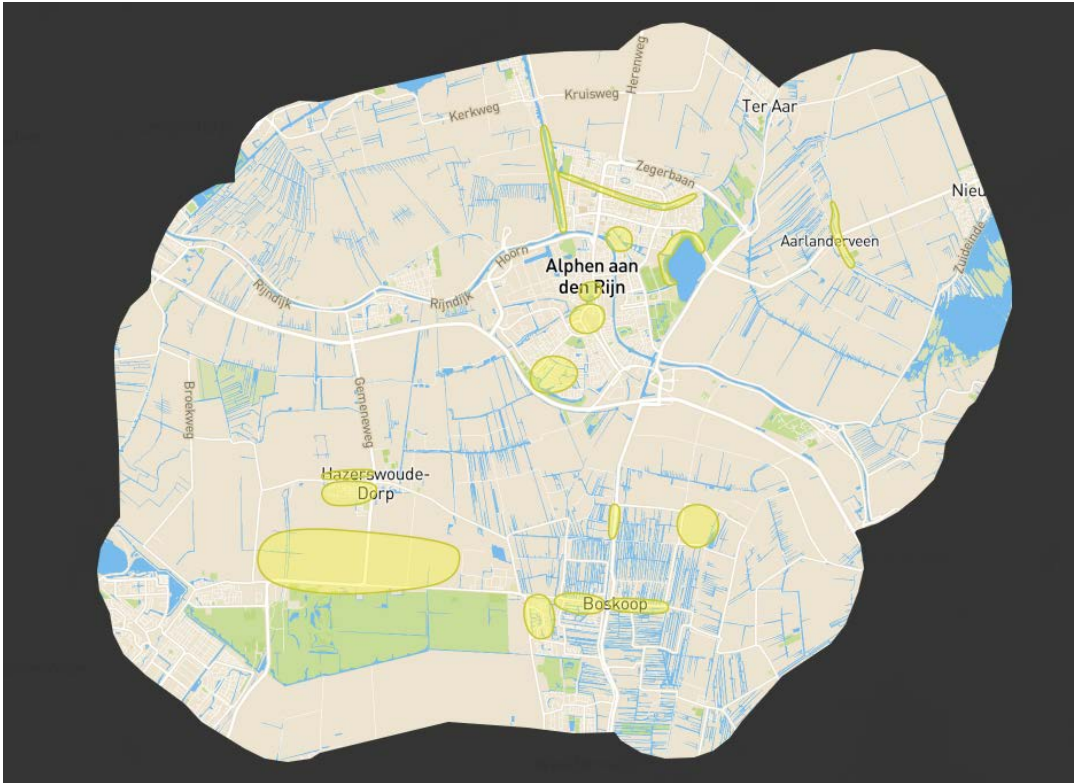 Herenweg
Kruisweg
Kerkweg
Ter Aar
Zegerbaan
Nieu
Aarlanderveen
Zuideinde
Hoorn
Alphen aan
den Rijn
Rijndijk
Rijndijk
Broekweg
Gemeneweg
Hazerswoude-
Dorp
Boskoop